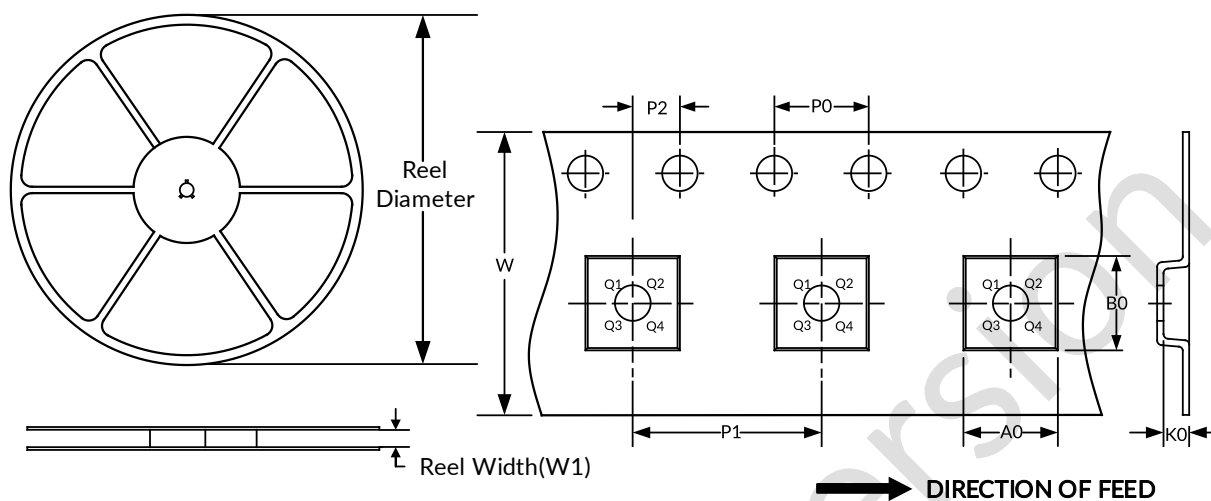 Reel
Diameter
Reel Width(W1)
P2
P0
W
Q1 Q2
Q3 Q4
Q1 Q2
Q3 Q4
Q1 Q2
Q3 Q4
B0
P1
A0
K0
DIRECTION OF FEED
ersion